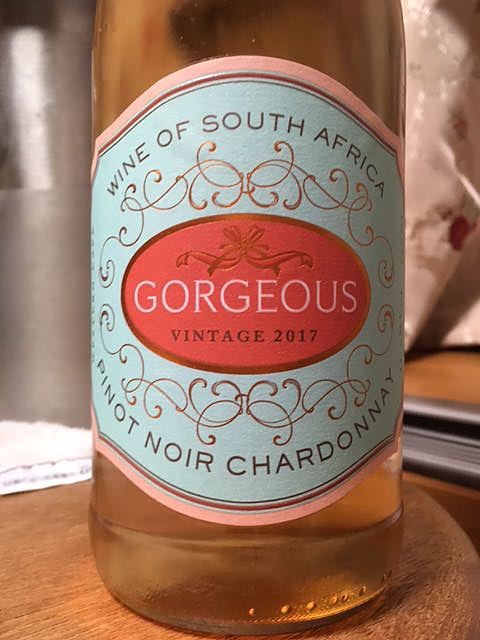 WINE OF SOUTH AFRICA
GORGEOUS
VINTAGE 2017
PINOT NOIR CHARDONNAY